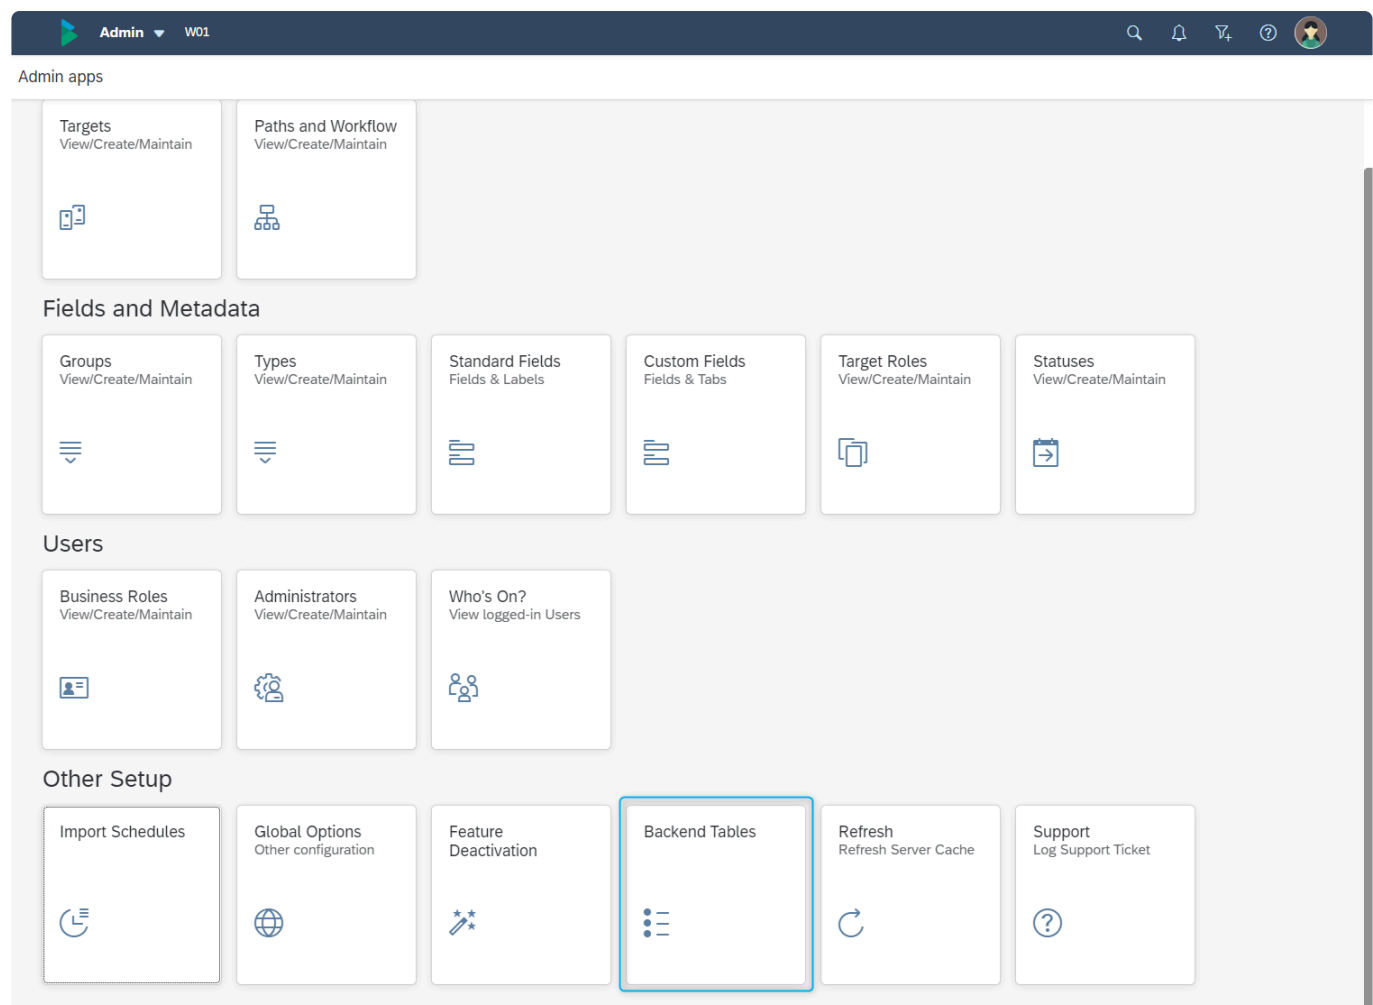 Admin W01
Admin apps
Targets
View/Create/Maintain
Paths and Workflow
View/Create/Maintain
Fields and Metadata
Groups
View/Create/Maintain
Types
View/Create/Maintain
Standard Fields
Fields & Labels
Custom Fields
Fields & Tabs
Target Roles
View/Create/Maintain
Statuses
View/Create/Maintain
Users
Business Roles
View/Create/Maintain
Administrators
View/Create/Maintain
Who's On?
View logged-in Users
Other Setup
Import Schedules
Global Options
Other configuration
Feature
Deactivation
Backend Tables
Refresh
Refresh Server Cache
Support
Log Support Ticket